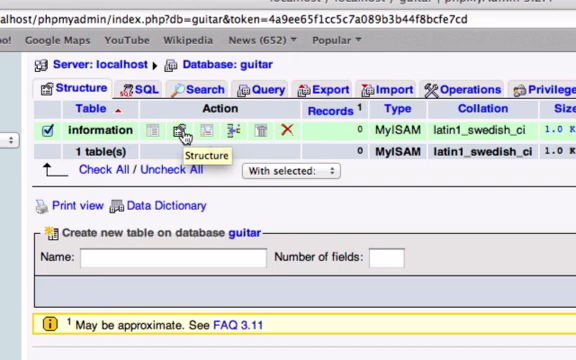 alhost/phpmyadmin/index.php?db=guitar&token=4a9ee65f1cc5c7a089b3b44f8bcfe7cd
o! Google Maps YouTube Wikipedia News (652) Popular
Server: localhost Database: guitar
Structure SQL Search Query Export Import Operations Privilege
Table Action Records 1 Type Collation Size
information 0 MyISAM latin1_swedish_ci 1.0 K
1 table(s) 0 MyISAM latin1_swedish_ci 1.0 K
Structure
Check All / Uncheck All With selected:
Print view Data Dictionary
Create new table on database guitar
Name: Number of fields:
1 May be approximate. See FAQ 3.11